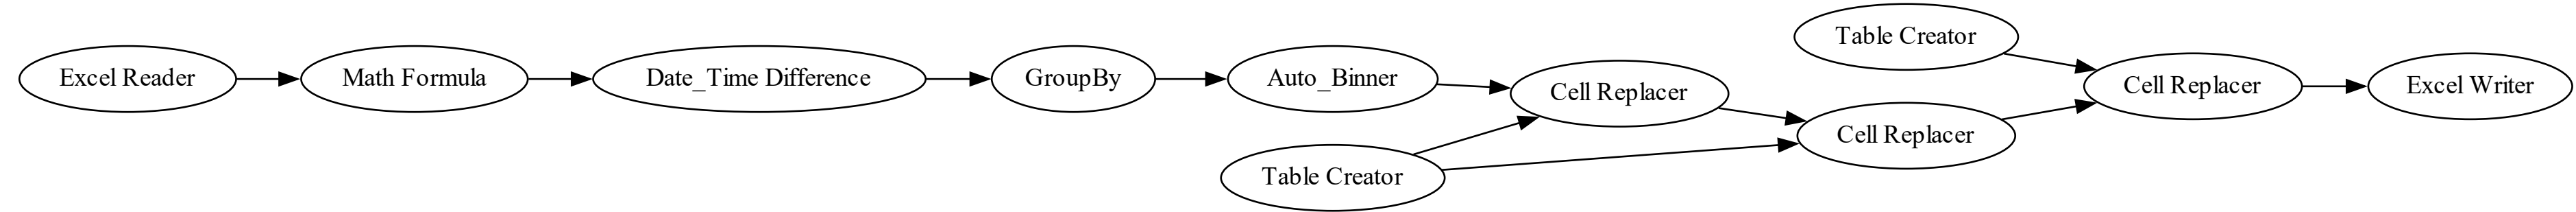 Excel Reader
Math Formula
Date_Time Difference
GroupBy
Auto_Binner
Table Creator
Cell Replacer
Table Creator
Cell Replacer
Cell Replacer
Excel Writer